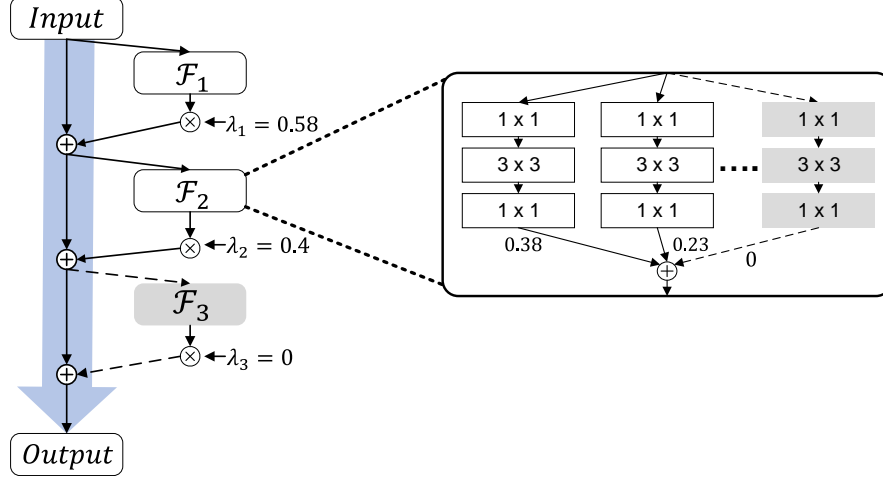 Input
ℱ₁
λ₁ = 0.58
ℱ₂
λ₂ = 0.4
ℱ₃
λ₃ = 0
Output
1 x 1 1 x 1 1 x 1
3 x 3 3 x 3 .... 3 x 3
1 x 1 1 x 1 1 x 1
0.38 0.23 0